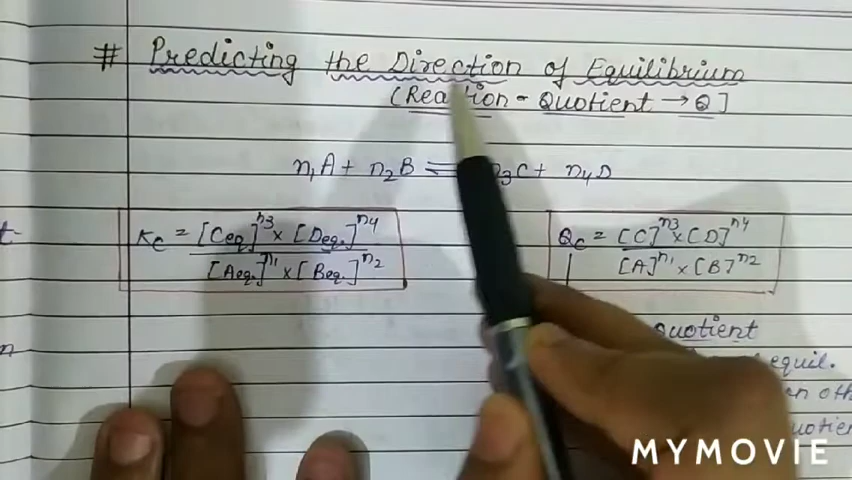 # Predicting the Direction of Equilibrium
[Reaction - Quotient → Q]
n₁A + n₂B ⇌ n₃C + n₄D
Kc = [Ceq]^n₃ × [Deq.]^n₄ / [Aeq.]^n₁ × [Beq.]^n₂
Qc = [C]^n₃ × [D]^n₄ / [A]^n₁ × [B]^n₂
Quotient
equil.
MYMOVIE